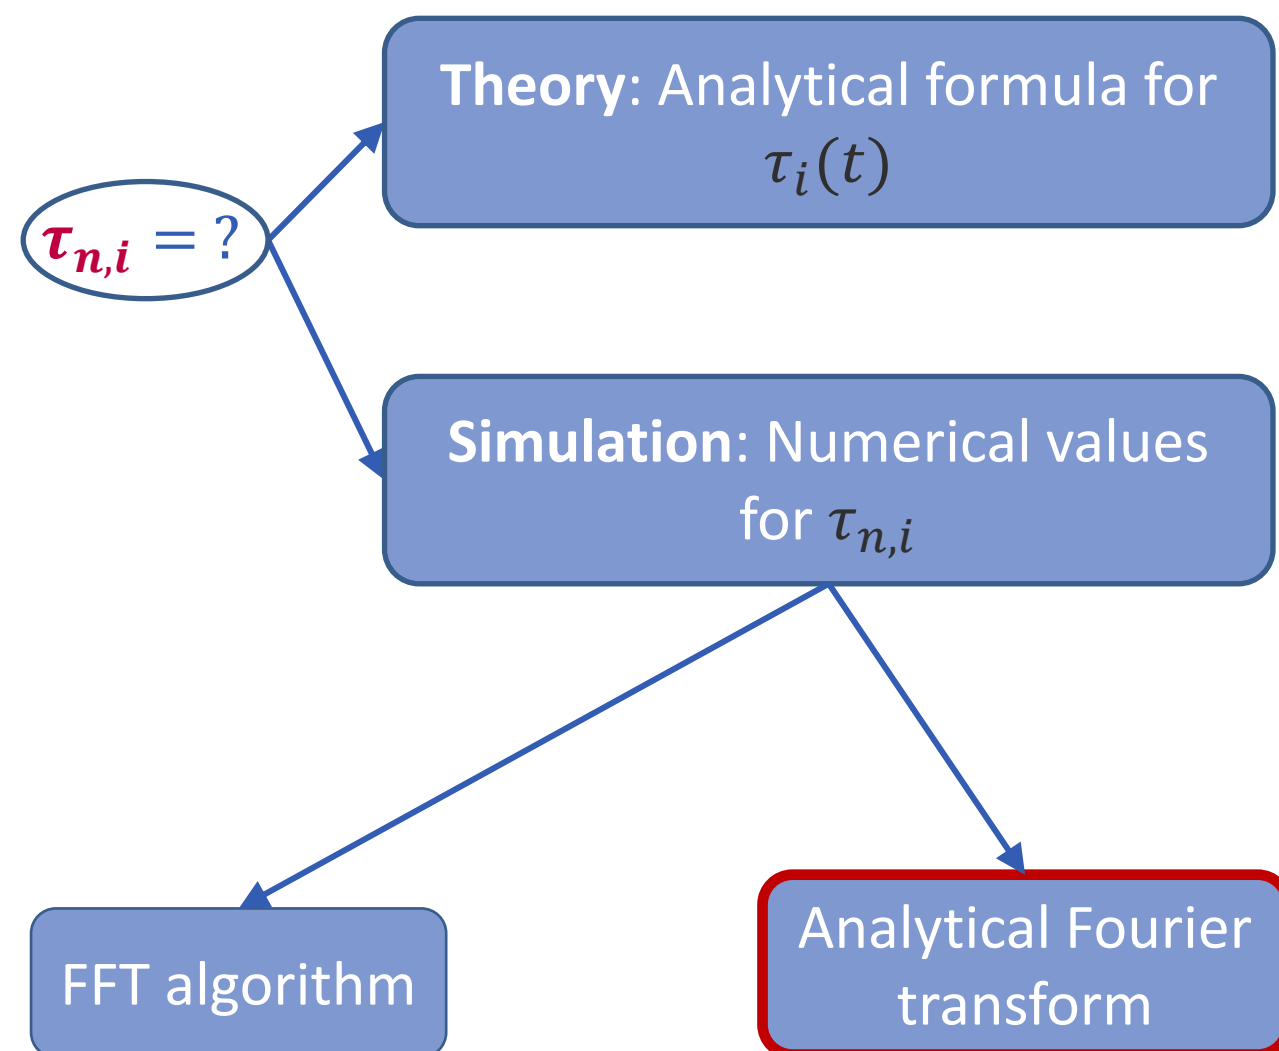 Theory: Analytical formula for
τᵢ(t)
τₙ,ᵢ = ?
Simulation: Numerical values
for τₙ,ᵢ
FFT algorithm
Analytical Fourier
transform